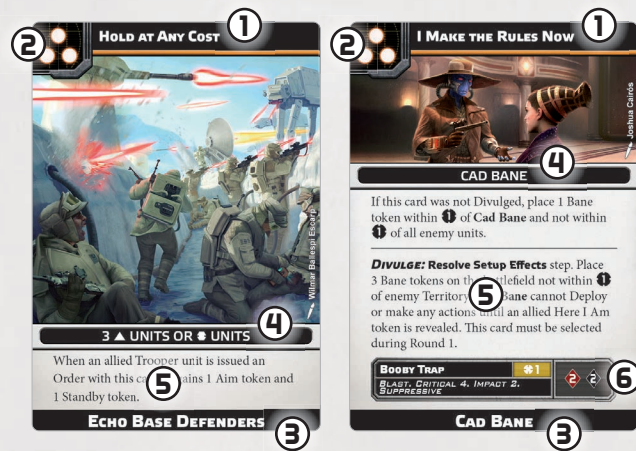 HOLD AT ANY COST
1
2
Wilmar Ballespi Escarp
3 ▲ UNITS OR UNITS
4
When an allied Trooper unit is issued an
Order with this gains 1 Aim token and
5
1 Standby token.
ECHO BASE DEFENDERS
3
I MAKE THE RULES NOW
1
2
Joshua Cairós
CAD BANE
4
If this card was not Divulged, place 1 Bane
token within 1 of Cad Bane and not within
1 of all enemy units.
DIVULGE: Resolve Setup Effects step. Place
3 Bane tokens on not within 1
of enemy Territory. Bane cannot Deploy
5
or make any actions until an allied Here I Am
token is revealed. This card must be selected
during Round 1.
BOOBY TRAP
1
BLAST, CRITICAL 4, IMPACT 2,
SUPPRESSIVE
2 2
6
CAD BANE
3